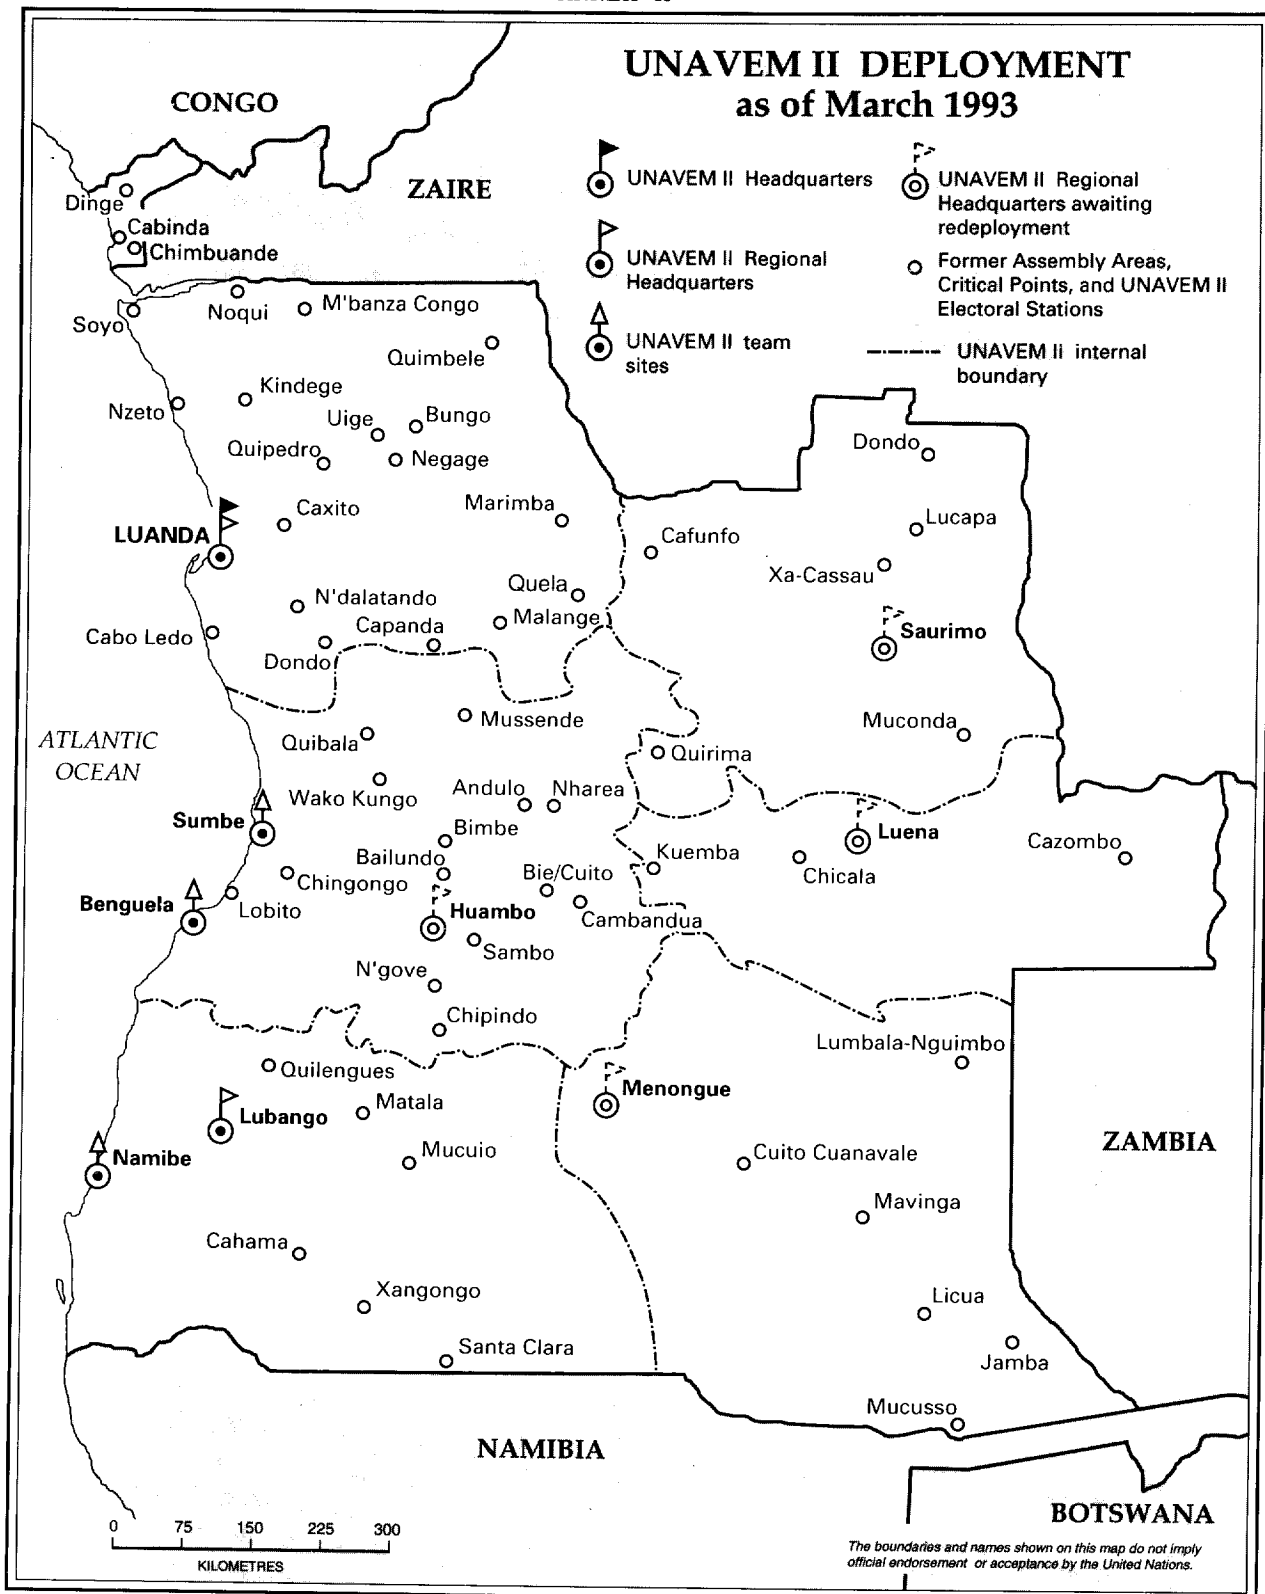 UNAVEM II DEPLOYMENT
as of March 1993
UNAVEM II Headquarters
UNAVEM II Regional
Headquarters
UNAVEM II team
sites
UNAVEM II Regional
Headquarters awaiting
redeployment
Former Assembly Areas,
Critical Points, and UNAVEM II
Electoral Stations
UNAVEM II internal
boundary
CONGO
ZAIRE
Dinge
Cabinda
Chimbuande
Soyo
Noqui
M'banza Congo
Quimbele
Nzeto
Kindege
Uige
Bungo
Quipedro
Negage
Dondo
Caxito
Marimba
Lucapa
LUANDA
Cafunfo
Xa-Cassau
Quela
N'dalatando
Malange
Capanda
Saurimo
Cabo Ledo
Dondo
Mussende
Muconda
Quibala
ATLANTIC
OCEAN
Quirima
Wako Kungo
Andulo
Nharea
Sumbe
Bimbe
Luena
Cazombo
Bailundo
Kuemba
Chingongo
Bie/Cuito
Chicala
Benguela
Lobito
Huambo
Cambandua
Sambo
N'gove
Chipindo
Lumbala-Nguimbo
Quilengues
Menongue
Matala
Lubango
ZAMBIA
Namibe
Mucuio
Cuito Cuanavale
Mavinga
Cahama
Xangongo
Licua
Santa Clara
Jamba
Mucusso
NAMIBIA
BOTSWANA
0 75 150 225 300
KILOMETRES
The boundaries and names shown on this map do not imply
official endorsement or acceptance by the United Nations.